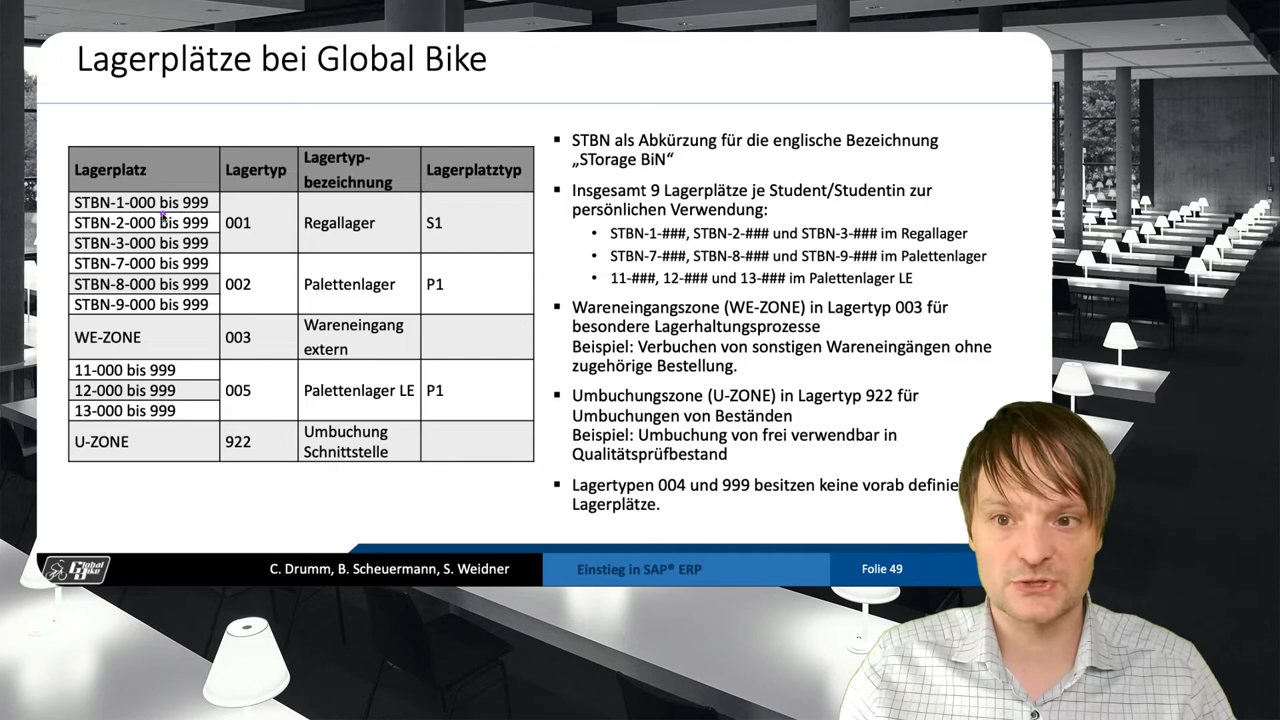 Lagerplätze bei Global Bike
Lagerplatz
Lagertyp
Lagertyp-
bezeichnung
Lagerplatztyp
STBN-1-000 bis 999
STBN-2-000 bis 999
STBN-3-000 bis 999
001
Regallager
S1
STBN-7-000 bis 999
STBN-8-000 bis 999
STBN-9-000 bis 999
002
Palettenlager
P1
WE-ZONE
003
Wareneingang
extern
11-000 bis 999
12-000 bis 999
13-000 bis 999
005
Palettenlager LE
P1
U-ZONE
922
Umbuchung
Schnittstelle
▪ STBN als Abkürzung für die englische Bezeichnung
„STorage BiN“
▪ Insgesamt 9 Lagerplätze je Student/Studentin zur
persönlichen Verwendung:
• STBN-1-###, STBN-2-### und STBN-3-### im Regallager
• STBN-7-###, STBN-8-### und STBN-9-### im Palettenlager
• 11-###, 12-### und 13-### im Palettenlager LE
▪ Wareneingangszone (WE-ZONE) in Lagertyp 003 für
besondere Lagerhaltungsprozesse
Beispiel: Verbuchen von sonstigen Wareneingängen ohne
zugehörige Bestellung.
▪ Umbuchungszone (U-ZONE) in Lagertyp 922 für
Umbuchungen von Beständen
Beispiel: Umbuchung von frei verwendbar in
Qualitätsprüfbestand
▪ Lagertypen 004 und 999 besitzen keine vorab definie
Lagerplätze.
Global Bike
C. Drumm, B. Scheuermann, S. Weidner
Einstieg in SAP® ERP
Folie 49